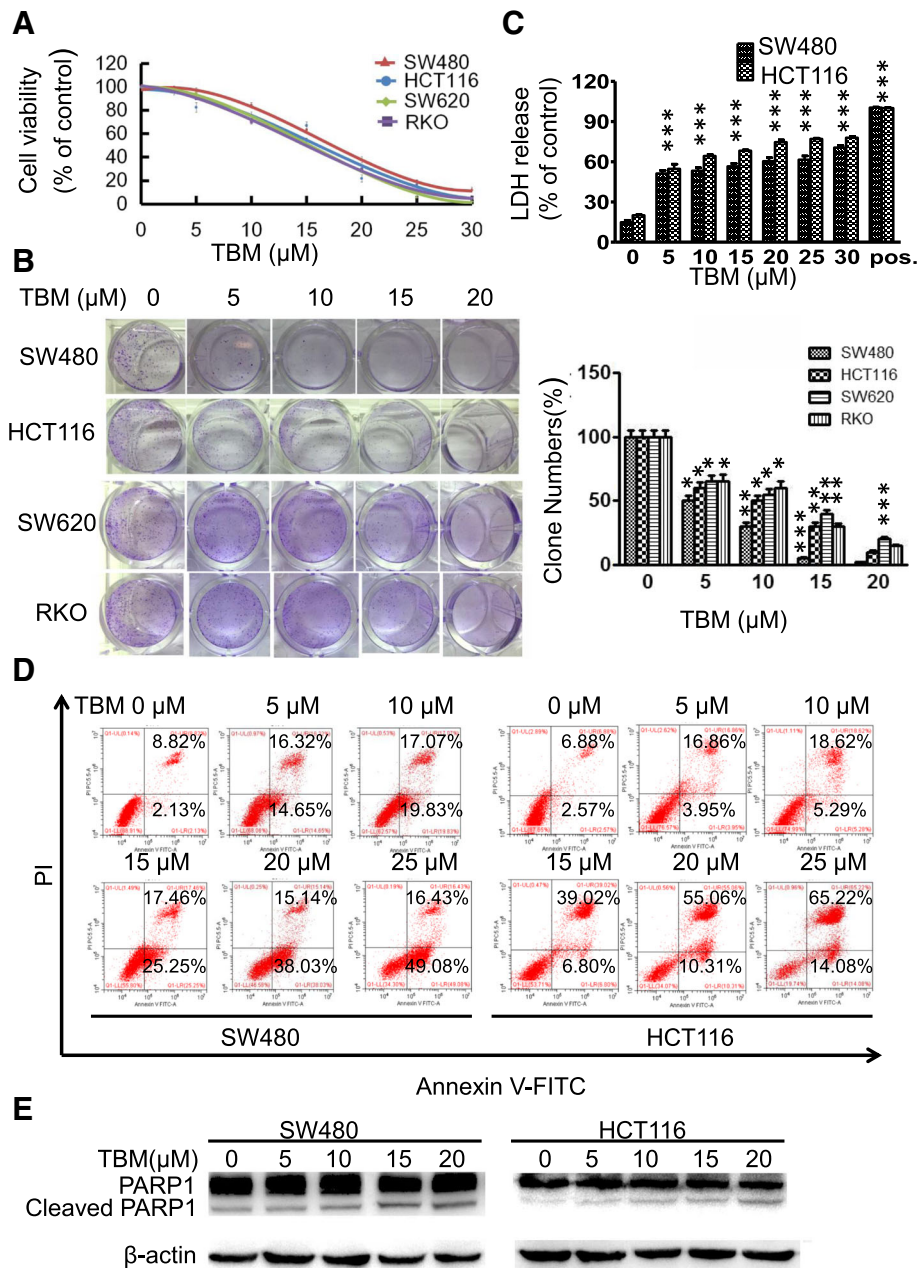 A
Cell viability
(% of control)
120
100
80
60
40
20
0
0 5 10 15 20 25 30
TBM (μM)
SW480
HCT116
SW620
RKO
C
LDH release
(% of control)
120
90
60
30
0
SW480
HCT116
*** *** *** *** *** *** ***
0 5 10 15 20 25 30 pos.
TBM (μM)
B
TBM (μM) 0 5 10 15 20
SW480
HCT116
SW620
RKO
Clone Numbers(%)
150
100
50
0
SW480
HCT116
SW620
RKO
0 5 10 15 20
TBM (μM)
D
TBM 0 μM 5 μM 10 μM 0 μM 5 μM 10 μM
8.82% 16.32% 17.07% 6.88% 16.86% 18.62%
2.13% 14.65% 19.83% 2.57% 3.95% 5.29%
15 μM 20 μM 25 μM 15 μM 20 μM 25 μM
17.46% 15.14% 16.43% 39.02% 55.06% 65.22%
25.25% 38.03% 49.08% 6.80% 10.31% 14.08%
PI
SW480 HCT116
Annexin V-FITC
E
SW480 HCT116
TBM(μM) 0 5 10 15 20 0 5 10 15 20
PARP1
Cleaved PARP1
β-actin